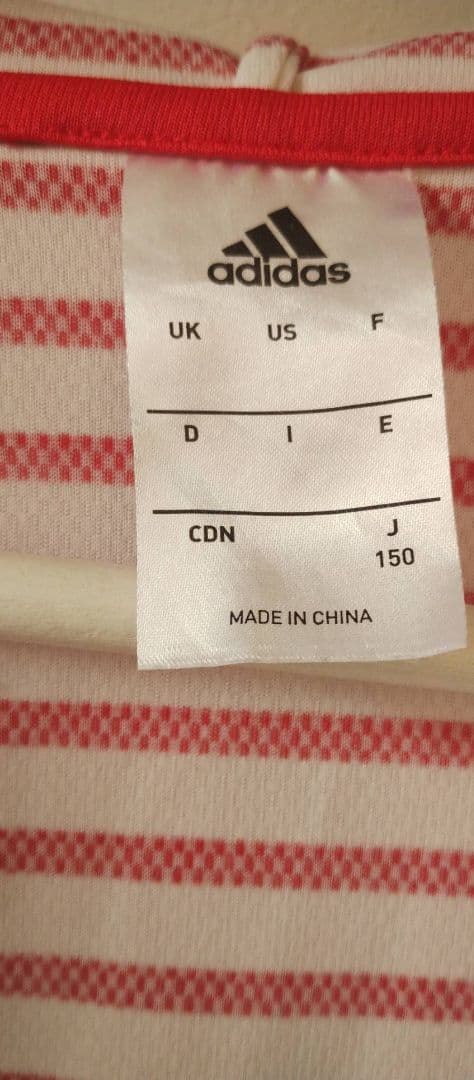 adidas
UK US F
D I E
CDN J
150
MADE IN CHINA